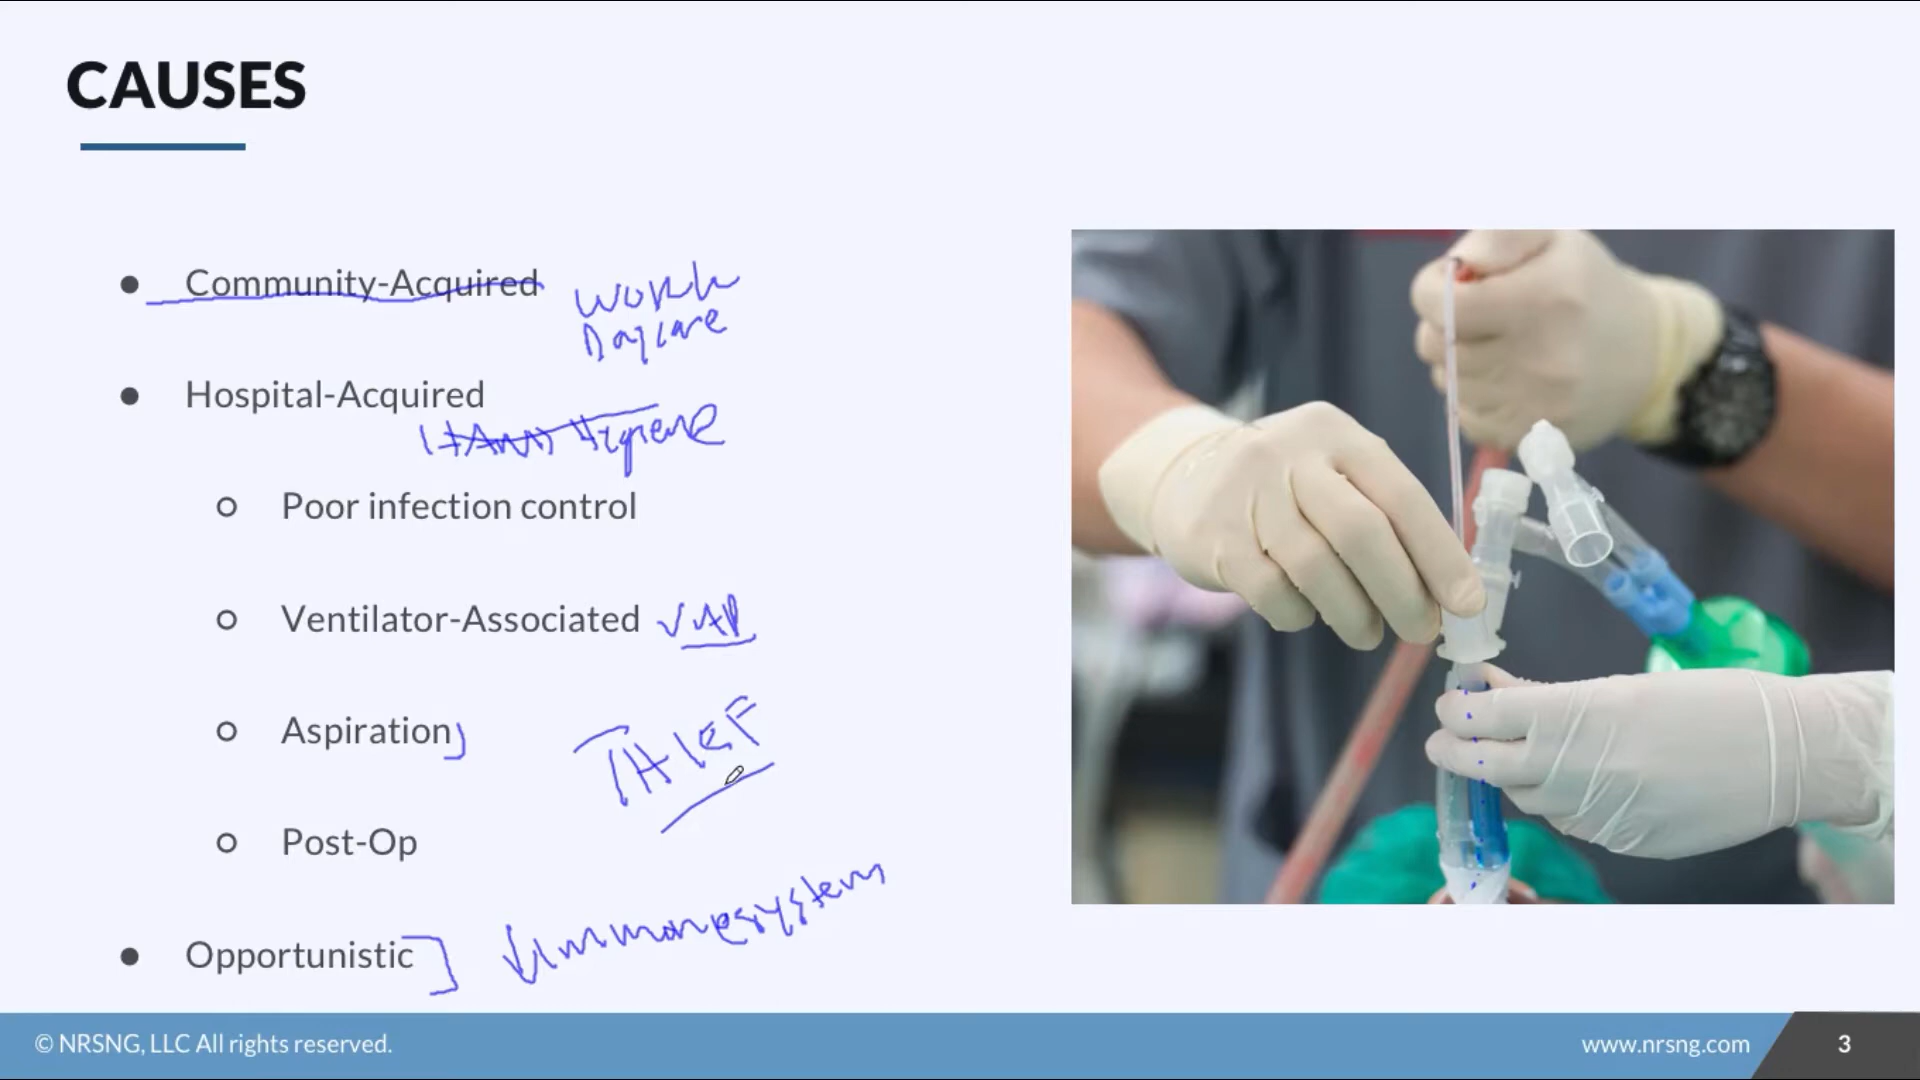 CAUSES
● Community-Acquired Work
Daycare
● Hospital-Acquired
HAND Hygiene
○ Poor infection control
○ Ventilator-Associated VAP
○ Aspiration
THIEF
○ Post-Op
● Opportunistic ↓immune system
© NRSNG, LLC All rights reserved.
www.nrsng.com
3